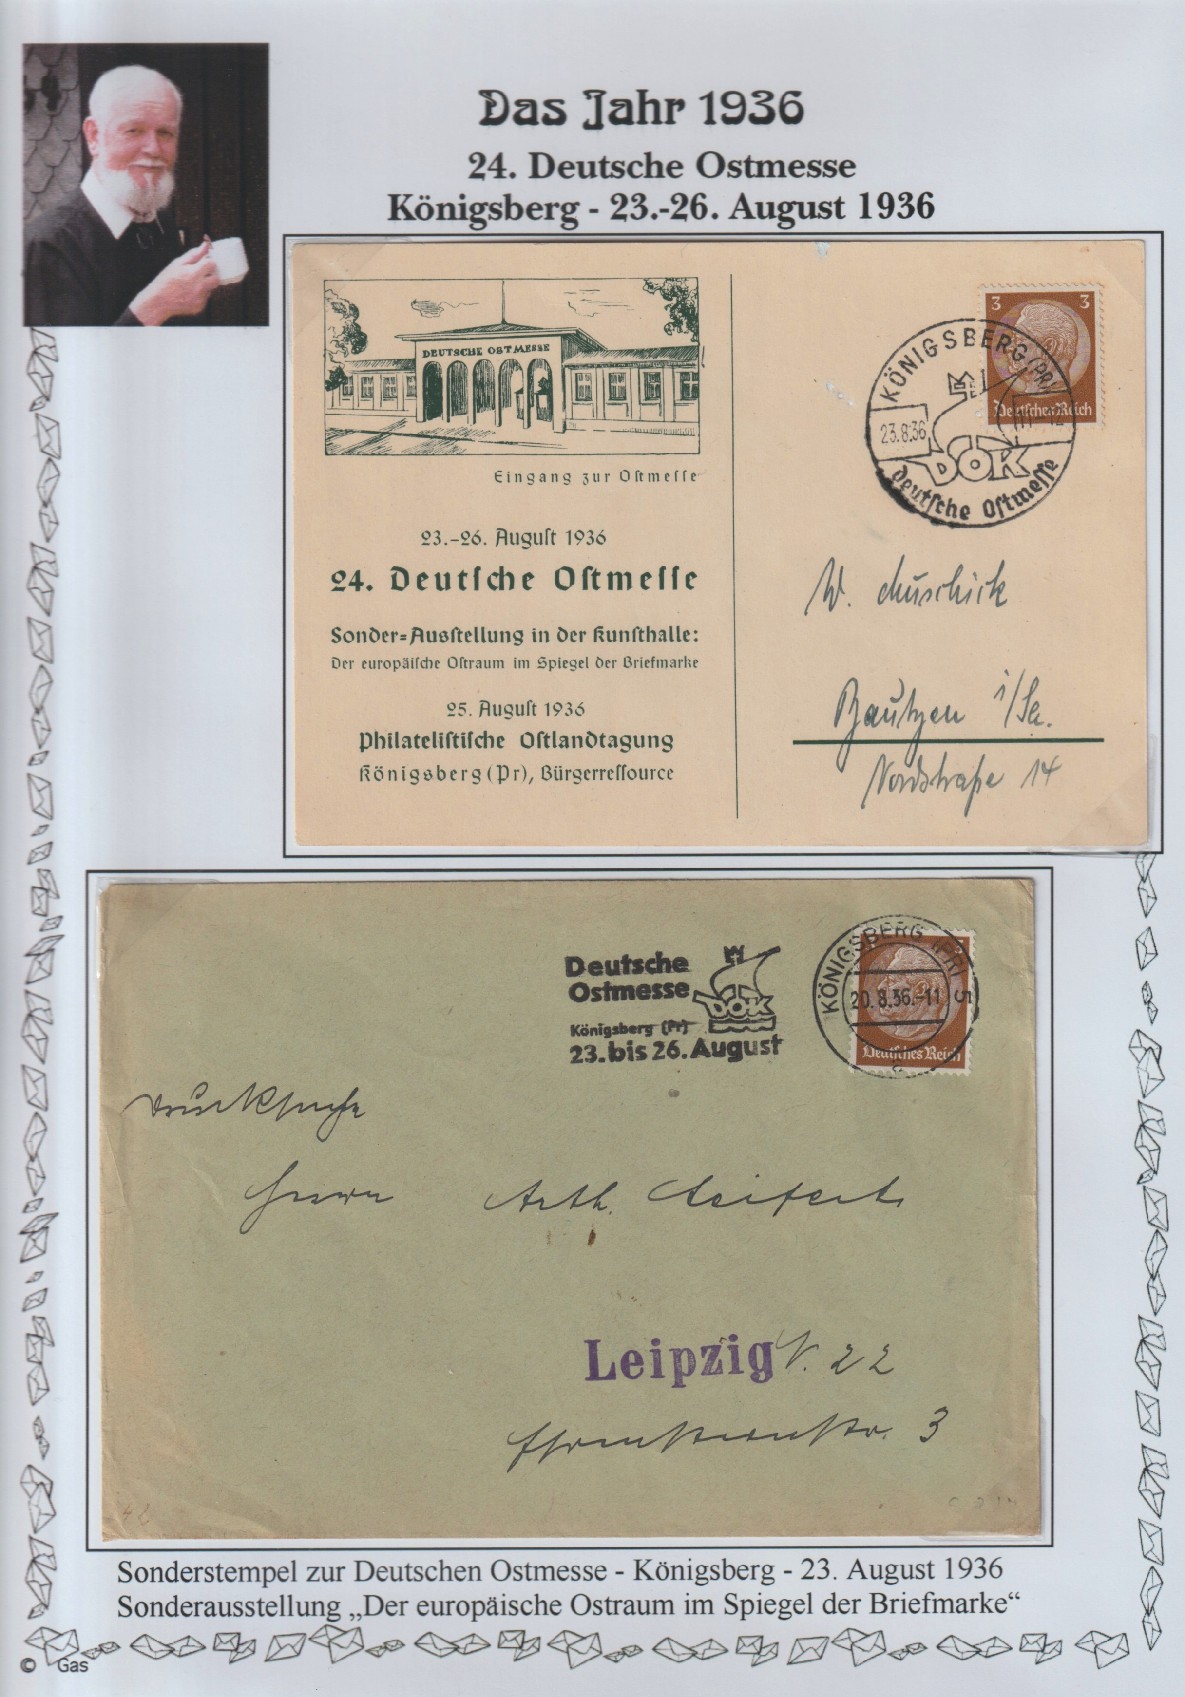 Das Jahr 1936
24. Deutsche Ostmesse
Königsberg - 23.-26. August 1936
DEUTSCHE OSTMESSE
Eingang zur Oſtmeſſe
23.-26. Auguſt 1936
24. Deutſche Oſtmeſſe
Sonder=Ausſtellung in der Kunſthalle:
Der europäiſche Oſtraum im Spiegel der Briefmarke
25. Auguſt 1936
Philateliſtiſche Oſtlandtagung
Königsberg (Pr), Bürgerreſſource
3 3
Deutsches Reich
KÖNIGSBERG (PR)
23.8.36
DOK
Deutſche Oſtmeſſe
W.
Bautzen i/Sa.
Nordstraße 14
Deutsche
Ostmesse
DOK
Königsberg (Pr)
23. bis 26. August
KÖNIGSBERG (PR) 5
20.8.36.-11
Deutsches Reich
Drucksache
Herrn Arth. Seifert
Leipzig N. 22
3
Sonderstempel zur Deutschen Ostmesse - Königsberg - 23. August 1936
Sonderausstellung „Der europäische Ostraum im Spiegel der Briefmarke“
© Gas